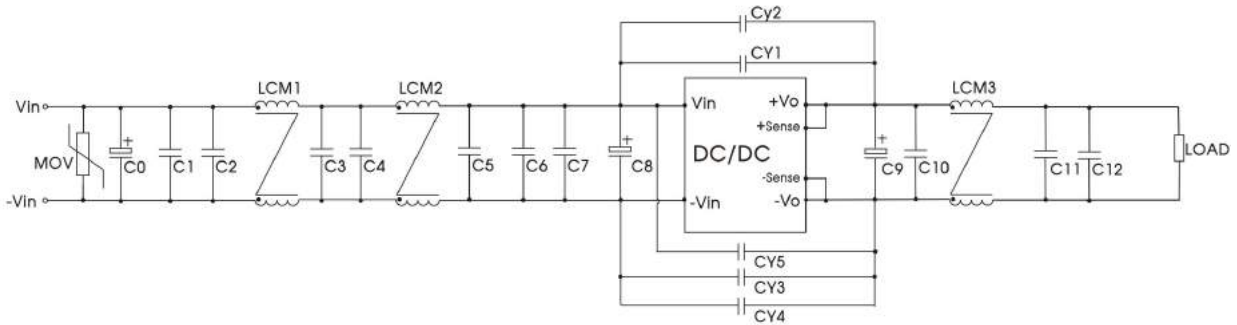 Cy2
CY1
LCM1
LCM2
LCM3
Vin
Vin
+Vo
+Sense
MOV
+
C0
C1
C2
C3
C4
C5
C6
C7
+
C8
DC/DC
+
C9
C10
C11
C12
LOAD
-Sense
-Vin
-Vin
-Vo
CY5
CY3
CY4